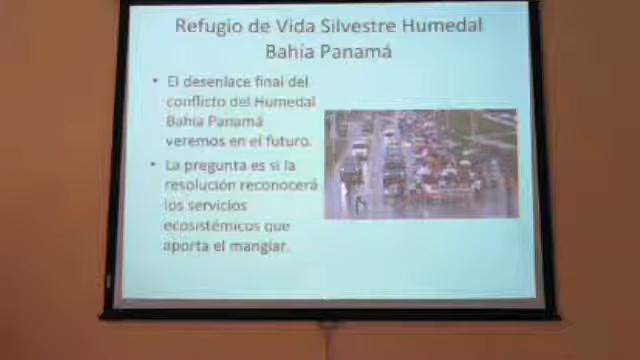 Refugio de Vida Silvestre Humedal
Bahía Panamá
• El desenlace final del
conflicto del Humedal
Bahía Panamá
veremos en el futuro.
• La pregunta es si la
resolución reconocerá
los servicios
ecosistémicos que
aporta el manglar.